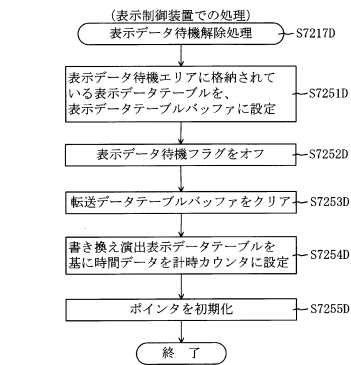 (表示制御装置での処理)
表示データ待機解除処理
S7217D
表示データ待機エリアに格納されて
いる表示データテーブルを、
表示データテーブルバッファに設定
S7251D
表示データ待機フラグをオフ
S7252D
転送データテーブルバッファをクリア
S7253D
書き換え演出表示データテーブルを
基に時間データを計時カウンタに設定
S7254D
ポインタを初期化
S7255D
終 了